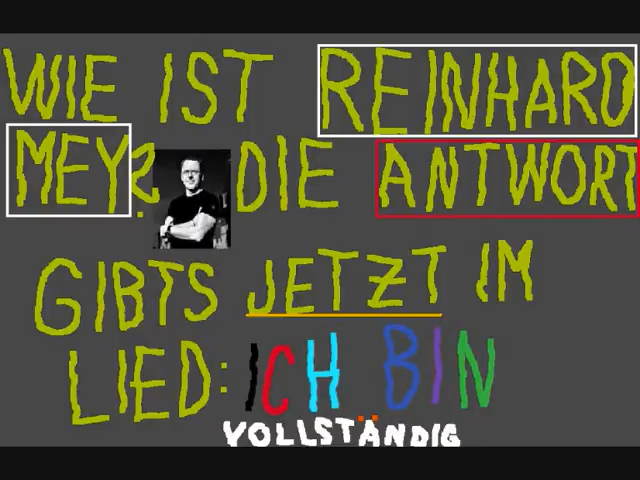 WIE IST REINHARD
MEY? DIE ANTWORT
GIBTS JETZT IM
LIED: ICH BIN
VOLLSTÄNDIG